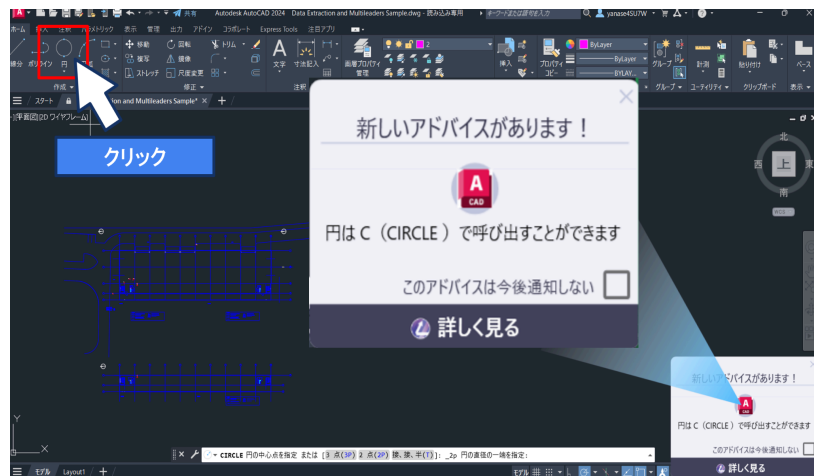 Autodesk AutoCAD 2024 Data Extraction and Multileaders Sample.dwg - 読み込み専用
キーワードまたは語句を入力
yanase4SU7W
共有
ホーム 挿入 注釈 パラメトリック 表示 管理 出力 アドイン コラボレート Express Tools 注目アプリ
線分 ポリライン 円
移動 回転 トリム
複写 鏡像
ストレッチ 尺度変更
文字 寸法記入
画層プロパティ管理
2
挿入
プロパティ
コピー
ByLayer
ByLayer
BYLAY...
グループ
計測
貼り付け
ベース
作成
修正
注釈
グループ
ユーティリティ
クリップボード
表示
スタート
on and Multileaders Sample*
クリック
北
西 上 東
南
新しいアドバイスがあります！
A
CAD
円は C（CIRCLE ）で呼び出すことができます
このアドバイスは今後通知しない
詳しく見る
新しいアドバイスがあります！
A
CAD
円は C（CIRCLE）で呼び出すことができます
このアドバイスは今後通知しない
詳しく見る
Y
X
CIRCLE 円の中心点を指定 または [3 点(3P) 2 点(2P) 接、接、半(T)]: _2p 円の直径の一端を指定:
モデル Layout1
モデル